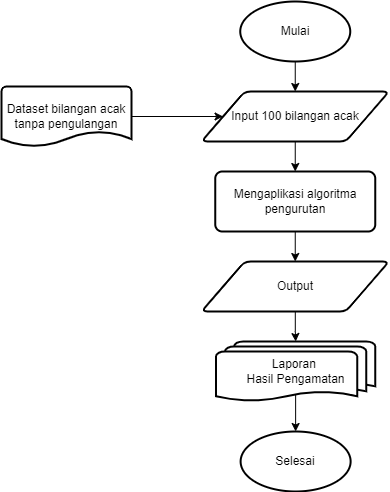 Mulai
Dataset bilangan acak
tanpa pengulangan
Input 100 bilangan acak
Mengaplikasi algoritma
pengurutan
Output
Laporan
Hasil Pengamatan
Selesai